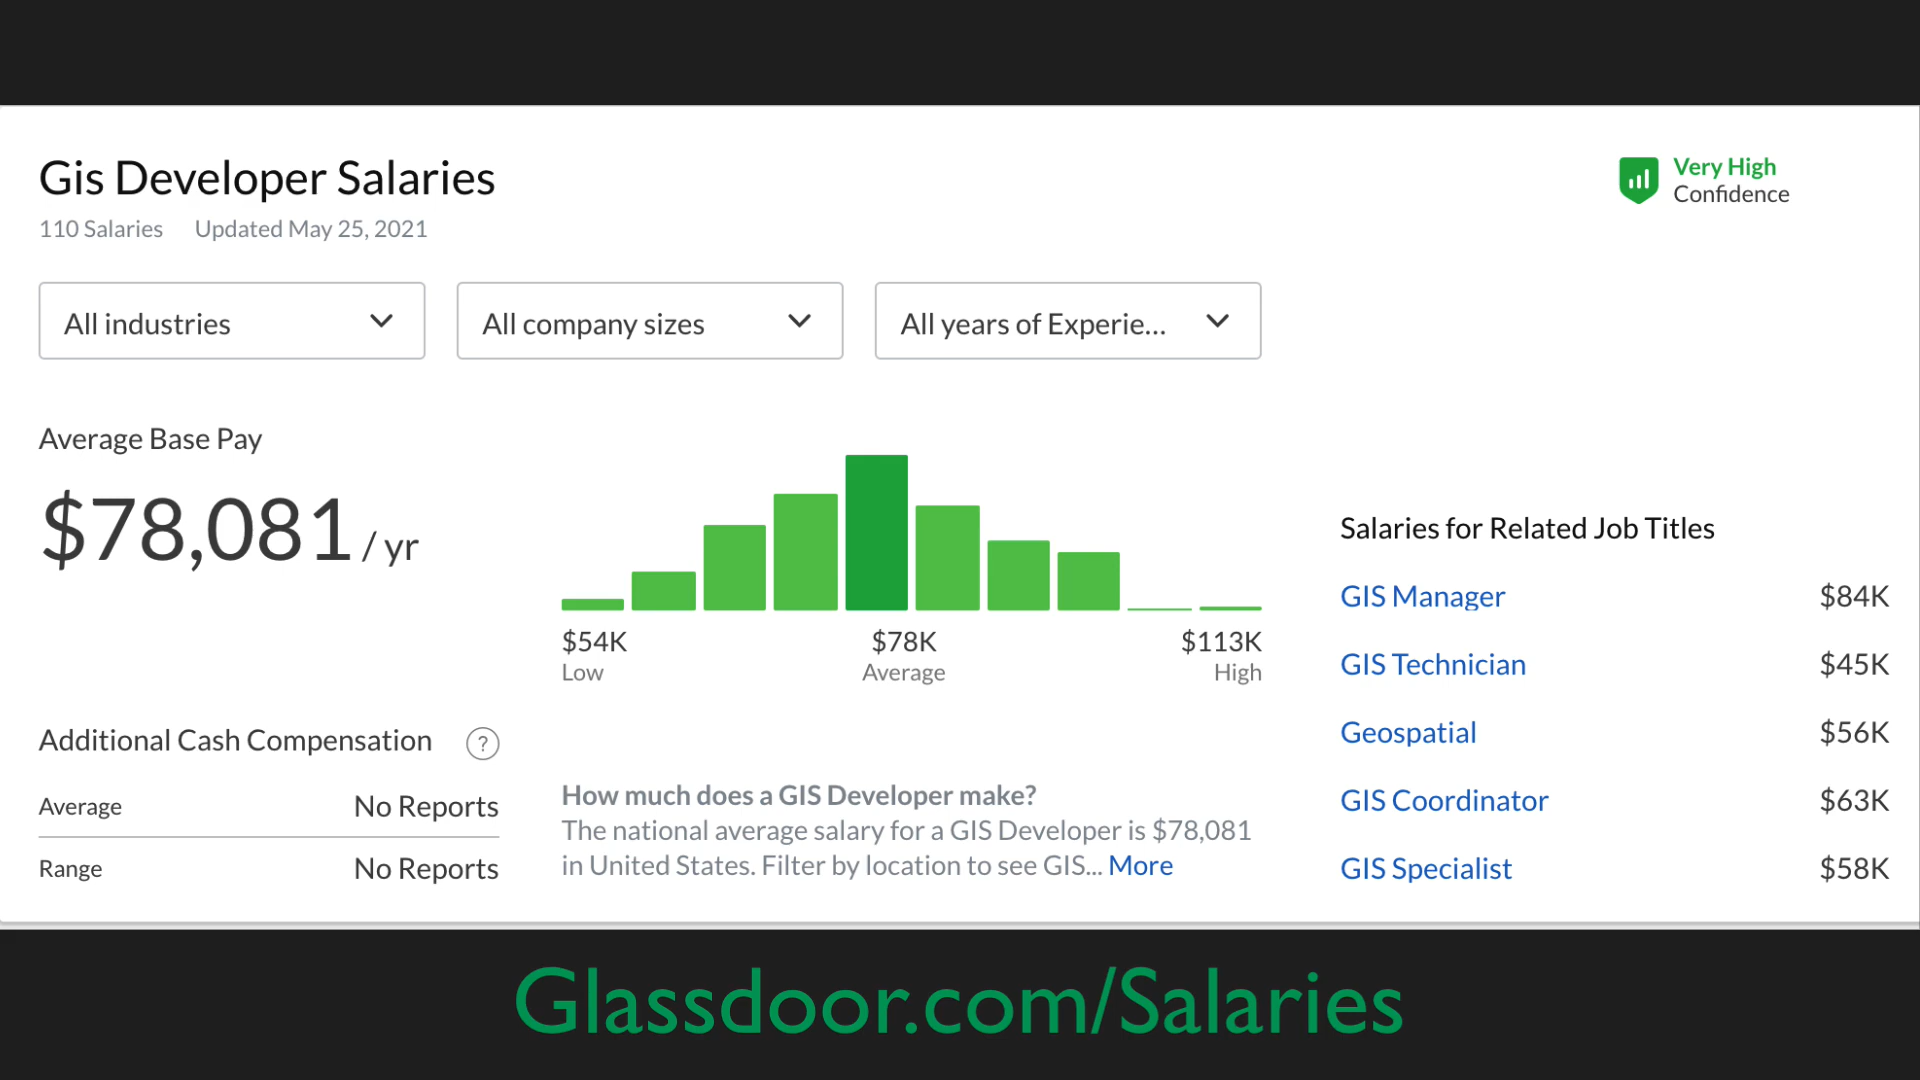 Gis Developer Salaries
110 Salaries Updated May 25, 2021
Very High
Confidence
All industries
All company sizes
All years of Experie...
Average Base Pay
$78,081 / yr
$54K
Low
$78K
Average
$113K
High
Additional Cash Compensation ?
Average No Reports
Range No Reports
How much does a GIS Developer make?
The national average salary for a GIS Developer is $78,081
in United States. Filter by location to see GIS... More
Salaries for Related Job Titles
GIS Manager $84K
GIS Technician $45K
Geospatial $56K
GIS Coordinator $63K
GIS Specialist $58K
Glassdoor.com/Salaries